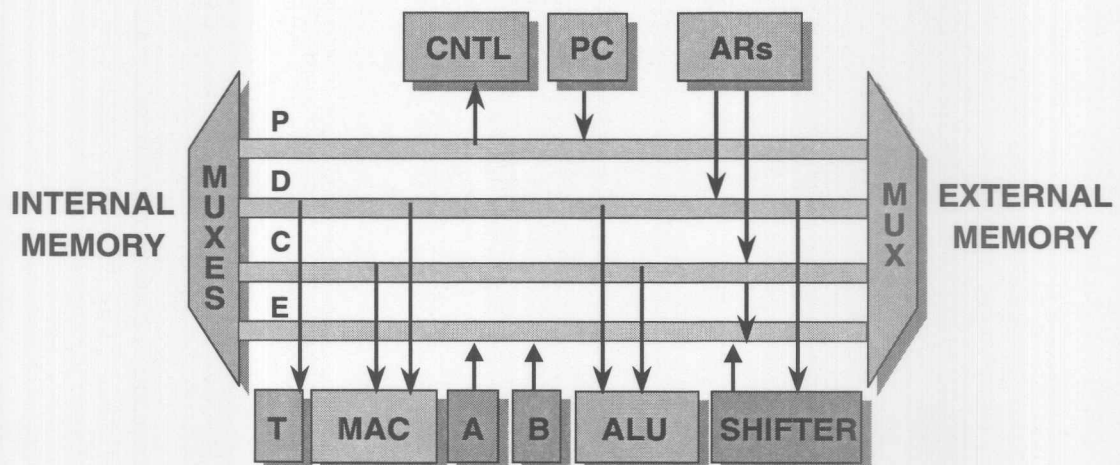 CNTL PC ARs
P
D
C
E
MUXES
INTERNAL
MEMORY
MUX
EXTERNAL
MEMORY
T MAC A B ALU SHIFTER